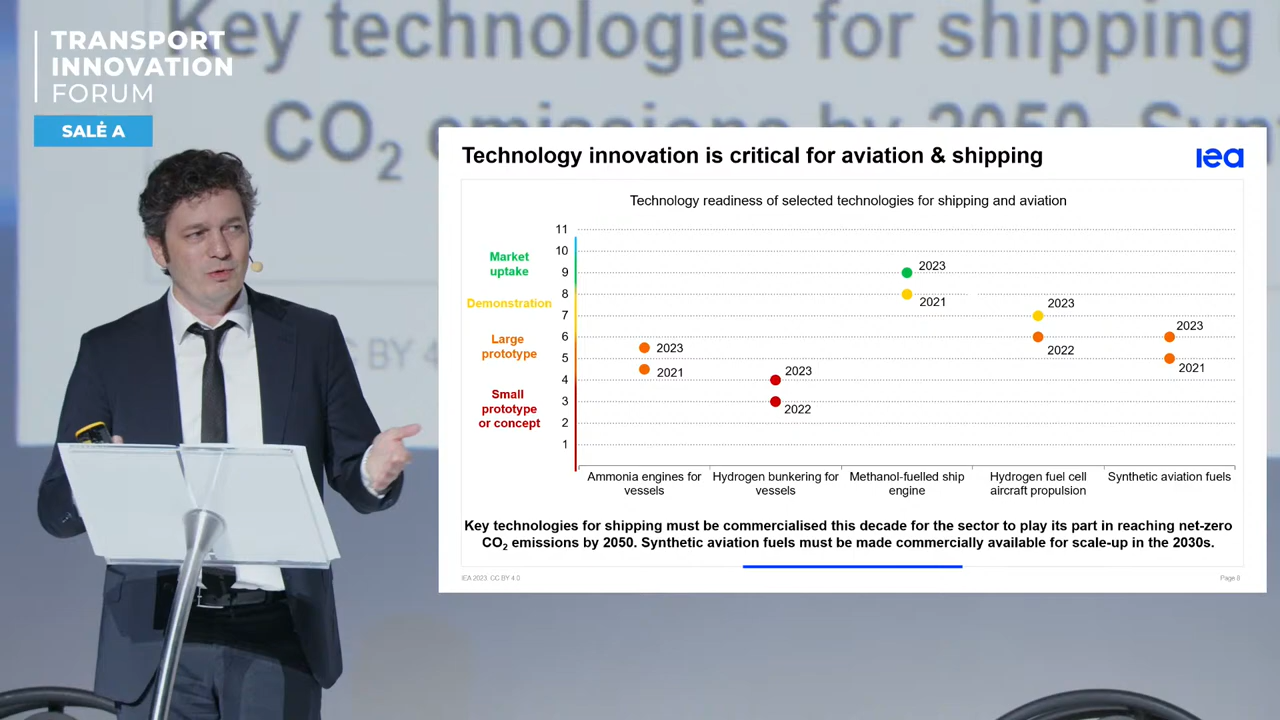 TRANSPORT
INNOVATION
FORUM
SALĖ A
Key technologies for shipping
CO2 emissions by 2050. Syn
CC BY 4
Technology innovation is critical for aviation & shipping
iea
Technology readiness of selected technologies for shipping and aviation
11
10
9
8
7
6
5
4
3
2
1
Market
uptake
Demonstration
Large
prototype
Small
prototype
or concept
2023
2021
2023
2022
2023
2021
2023
2022
2023
2021
Ammonia engines for
vessels
Hydrogen bunkering for
vessels
Methanol-fuelled ship
engine
Hydrogen fuel cell
aircraft propulsion
Synthetic aviation fuels
Key technologies for shipping must be commercialised this decade for the sector to play its part in reaching net-zero
CO2 emissions by 2050. Synthetic aviation fuels must be made commercially available for scale-up in the 2030s.
IEA 2023. CC BY 4.0
Page 8